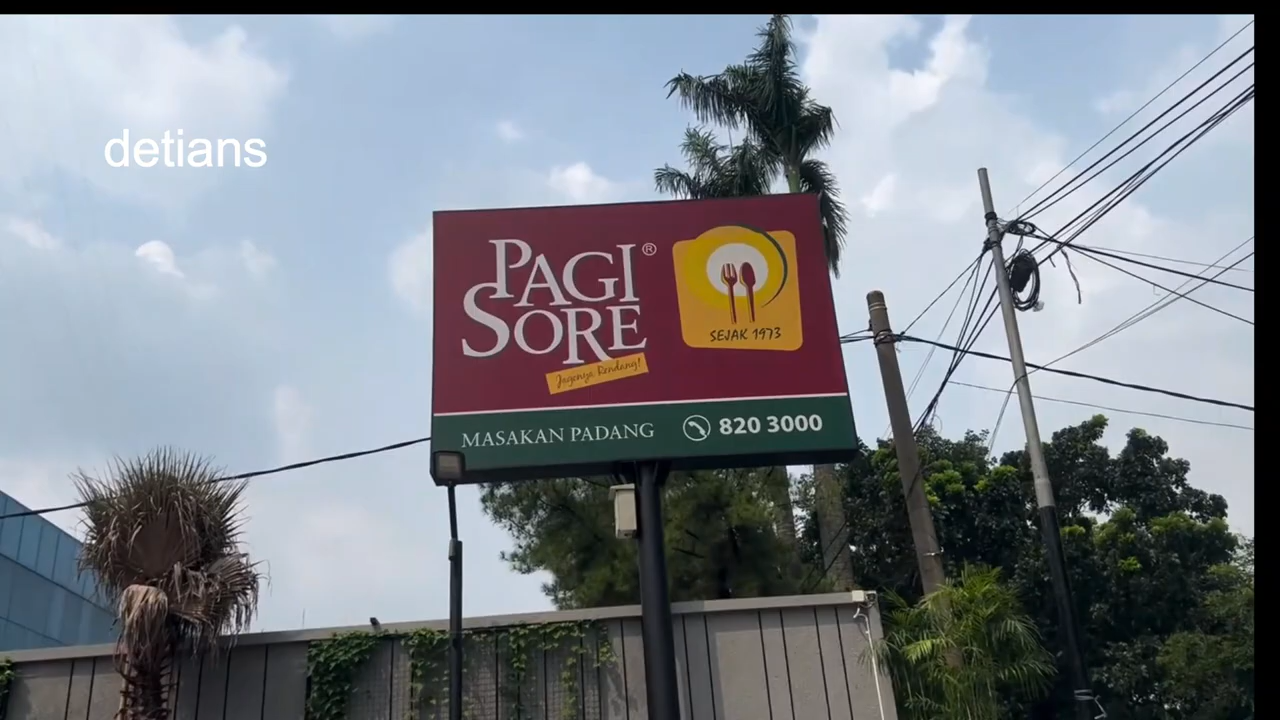 detians
PAGI®
SORE
Jagonya Rendang!
SEJAK 1973
MASAKAN PADANG
820 3000